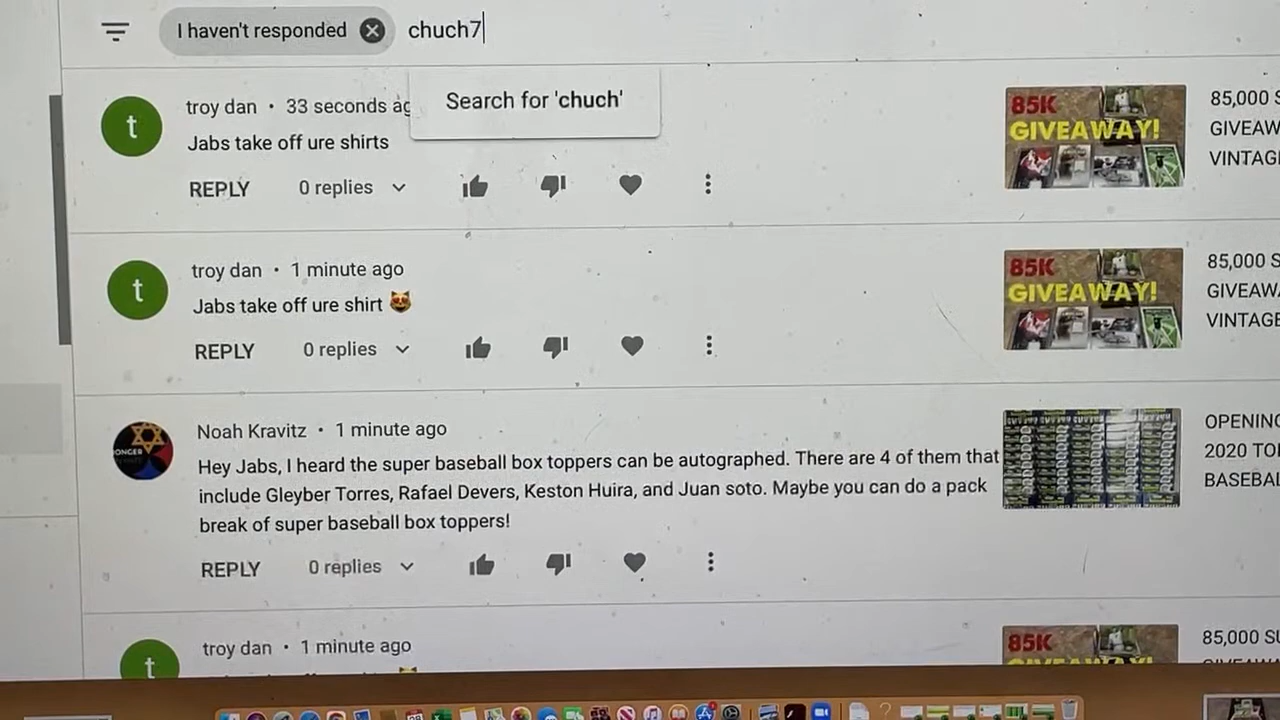 I haven't responded chuch7
Search for 'chuch'
t troy dan • 33 seconds ag
Jabs take off ure shirts
REPLY 0 replies
85K
GIVEAWAY!
85,000 S
GIVEAW
VINTAGE
t troy dan • 1 minute ago
Jabs take off ure shirt 😻
REPLY 0 replies
85K
GIVEAWAY!
85,000 S
GIVEAWA
VINTAGE
Noah Kravitz • 1 minute ago
Hey Jabs, I heard the super baseball box toppers can be autographed. There are 4 of them that
include Gleyber Torres, Rafael Devers, Keston Huira, and Juan soto. Maybe you can do a pack
break of super baseball box toppers!
REPLY 0 replies
OPENING
2020 TO
BASEBAL
t troy dan • 1 minute ago
85K
GIVEAWAY!
85,000 SU